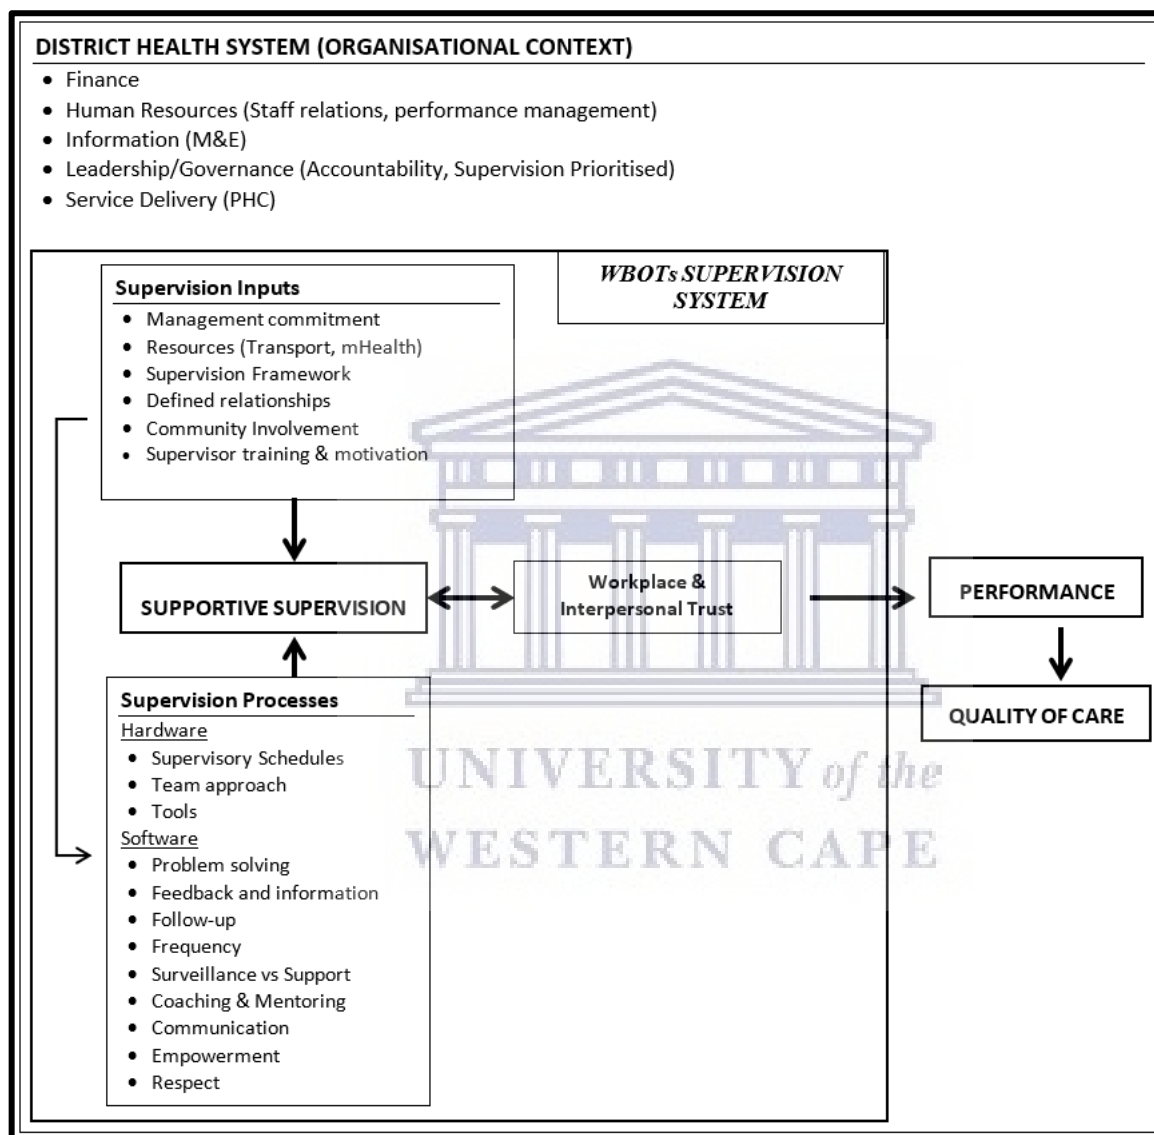 DISTRICT HEALTH SYSTEM (ORGANISATIONAL CONTEXT)
• Finance
• Human Resources (Staff relations, performance management)
• Information (M&E)
• Leadership/Governance (Accountability, Supervision Prioritised)
• Service Delivery (PHC)
WBOTs SUPERVISION
SYSTEM
Supervision Inputs
• Management commitment
• Resources (Transport, mHealth)
• Supervision Framework
• Defined relationships
• Community Involvement
• Supervisor training & motivation
SUPPORTIVE SUPERVISION
Workplace &
Interpersonal Trust
PERFORMANCE
QUALITY OF CARE
Supervision Processes
Hardware
• Supervisory Schedules
• Team approach
• Tools
Software
• Problem solving
• Feedback and information
• Follow-up
• Frequency
• Surveillance vs Support
• Coaching & Mentoring
• Communication
• Empowerment
• Respect
UNIVERSITY of the
WESTERN CAPE